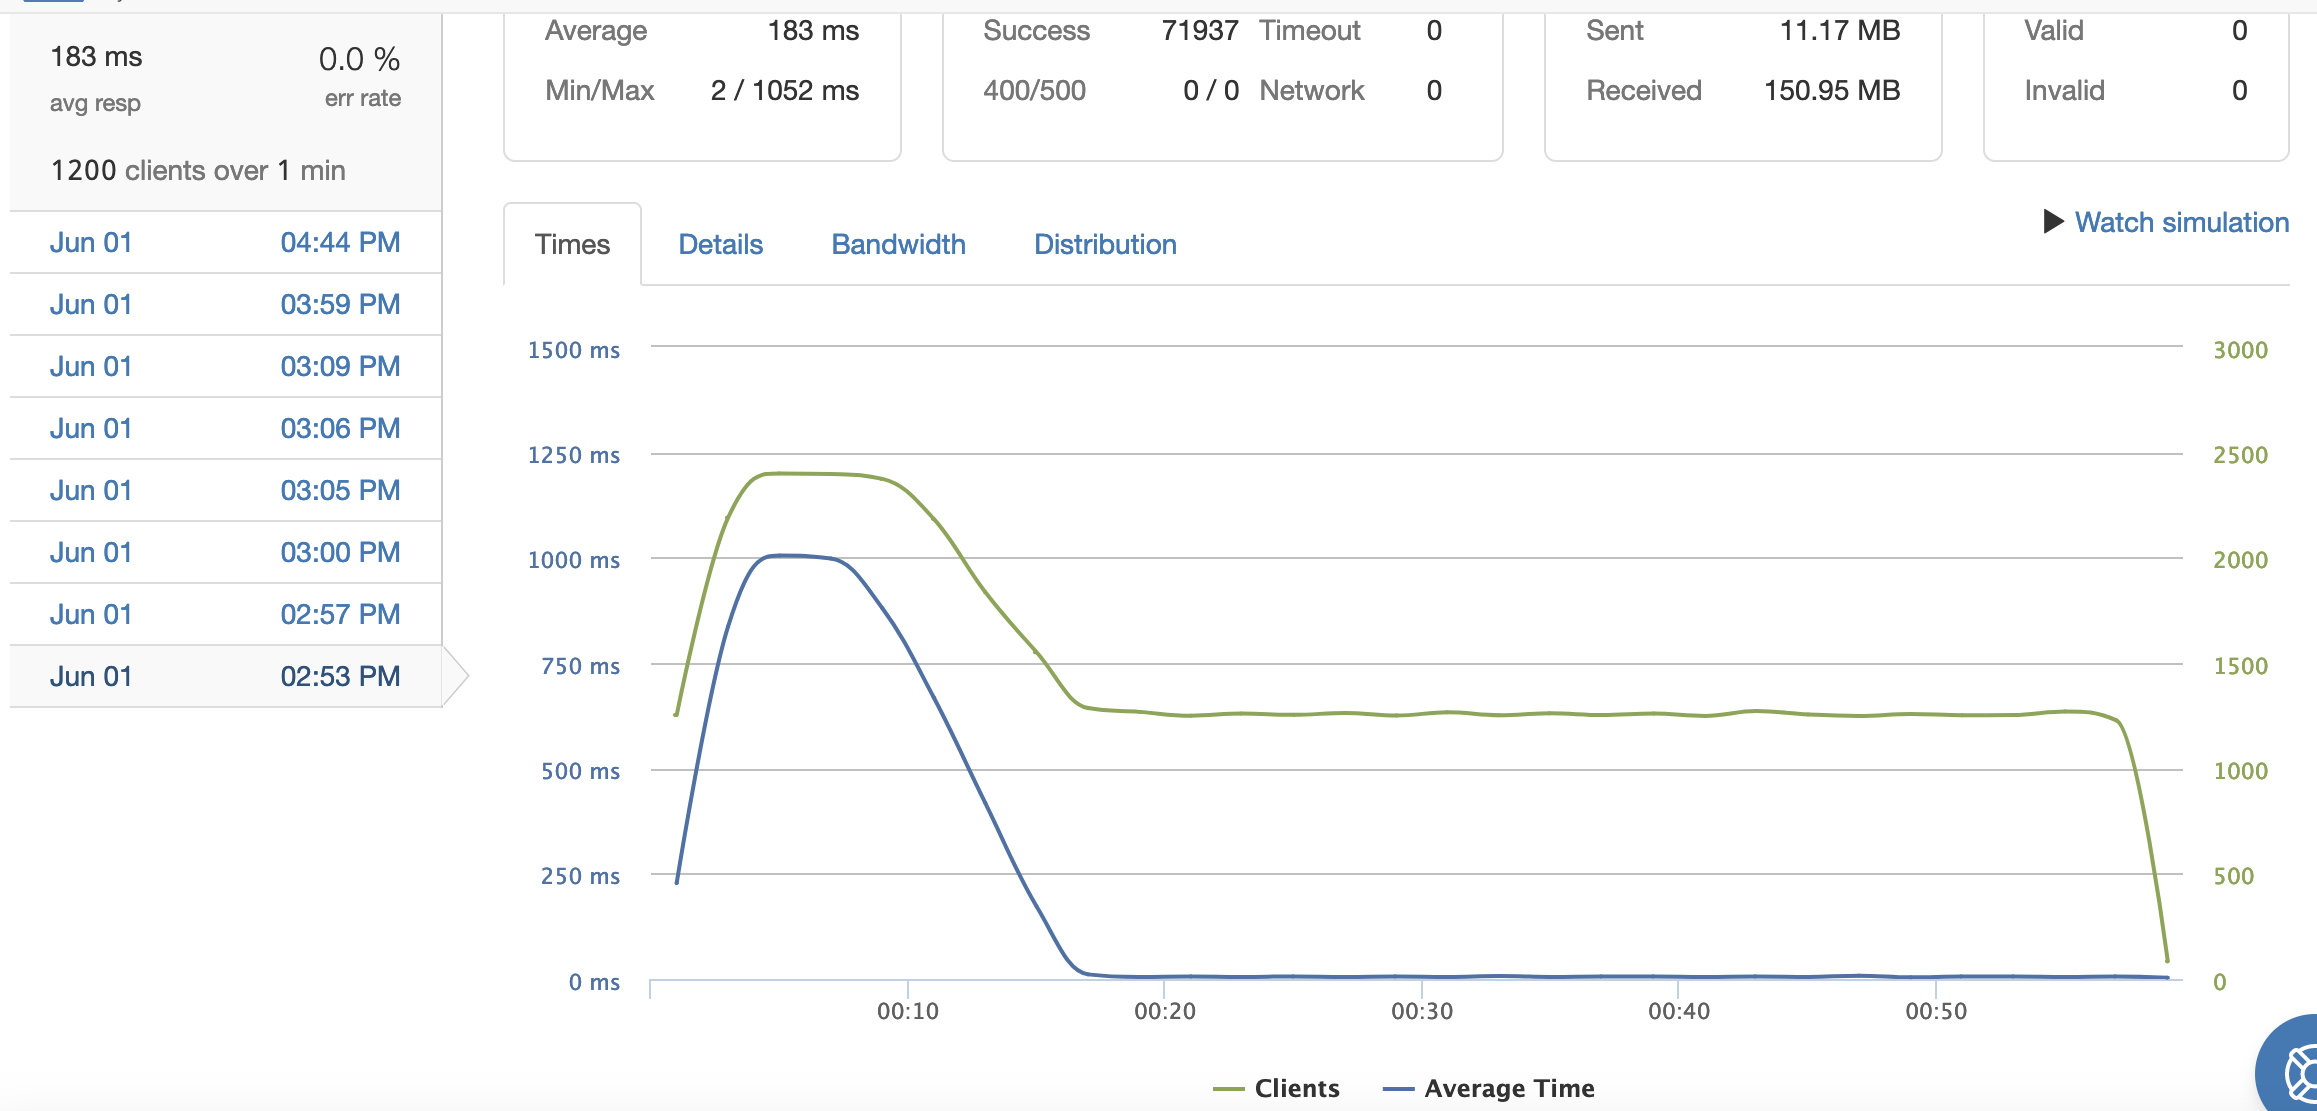 183 ms 0.0 %
avg resp err rate
1200 clients over 1 min
Jun 01 04:44 PM
Jun 01 03:59 PM
Jun 01 03:09 PM
Jun 01 03:06 PM
Jun 01 03:05 PM
Jun 01 03:00 PM
Jun 01 02:57 PM
Jun 01 02:53 PM
Average 183 ms
Min/Max 2 / 1052 ms
Success 71937 Timeout 0
400/500 0 / 0 Network 0
Sent 11.17 MB
Received 150.95 MB
Valid 0
Invalid 0
Times Details Bandwidth Distribution
Watch simulation
1500 ms 3000
1250 ms 2500
1000 ms 2000
750 ms 1500
500 ms 1000
250 ms 500
0 ms 0
00:10 00:20 00:30 00:40 00:50
Clients Average Time